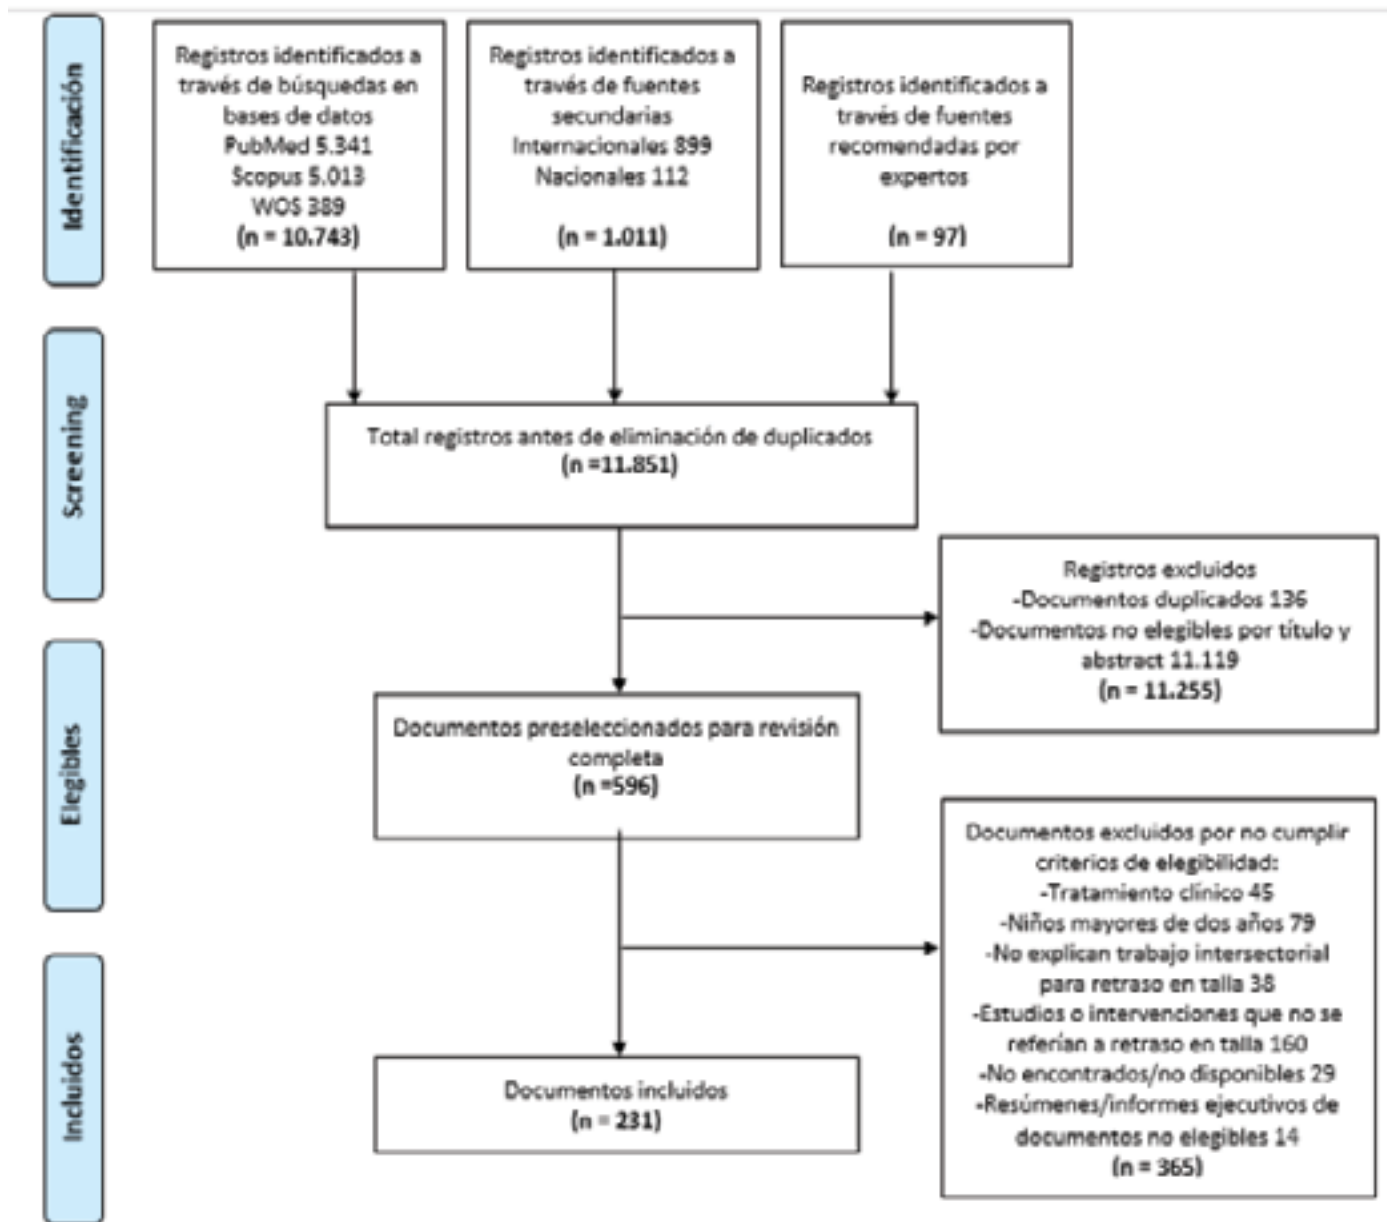 Identificación
Registros identificados a
través de búsquedas en
bases de datos
PubMed 5.341
Scopus 5.013
WOS 389
(n = 10.743)
Registros identificados a
través de fuentes
secundarias
Internacionales 899
Nacionales 112
(n = 1.011)
Registros identificados a
través de fuentes
recomendadas por
expertos
(n = 97)
Screening
Total registros antes de eliminación de duplicados
(n =11.851)
Registros excluidos
-Documentos duplicados 136
-Documentos no elegibles por título y
abstract 11.119
(n = 11.255)
Elegibles
Documentos preseleccionados para revisión
completa
(n =596)
Documentos excluidos por no cumplir
criterios de elegibilidad:
-Tratamiento clínico 45
-Niños mayores de dos años 79
-No explican trabajo intersectorial
para retraso en talla 38
-Estudios o intervenciones que no se
referían a retraso en talla 160
-No encontrados/no disponibles 29
-Resúmenes/informes ejecutivos de
documentos no elegibles 14
(n = 365)
Incluidos
Documentos incluidos
(n = 231)